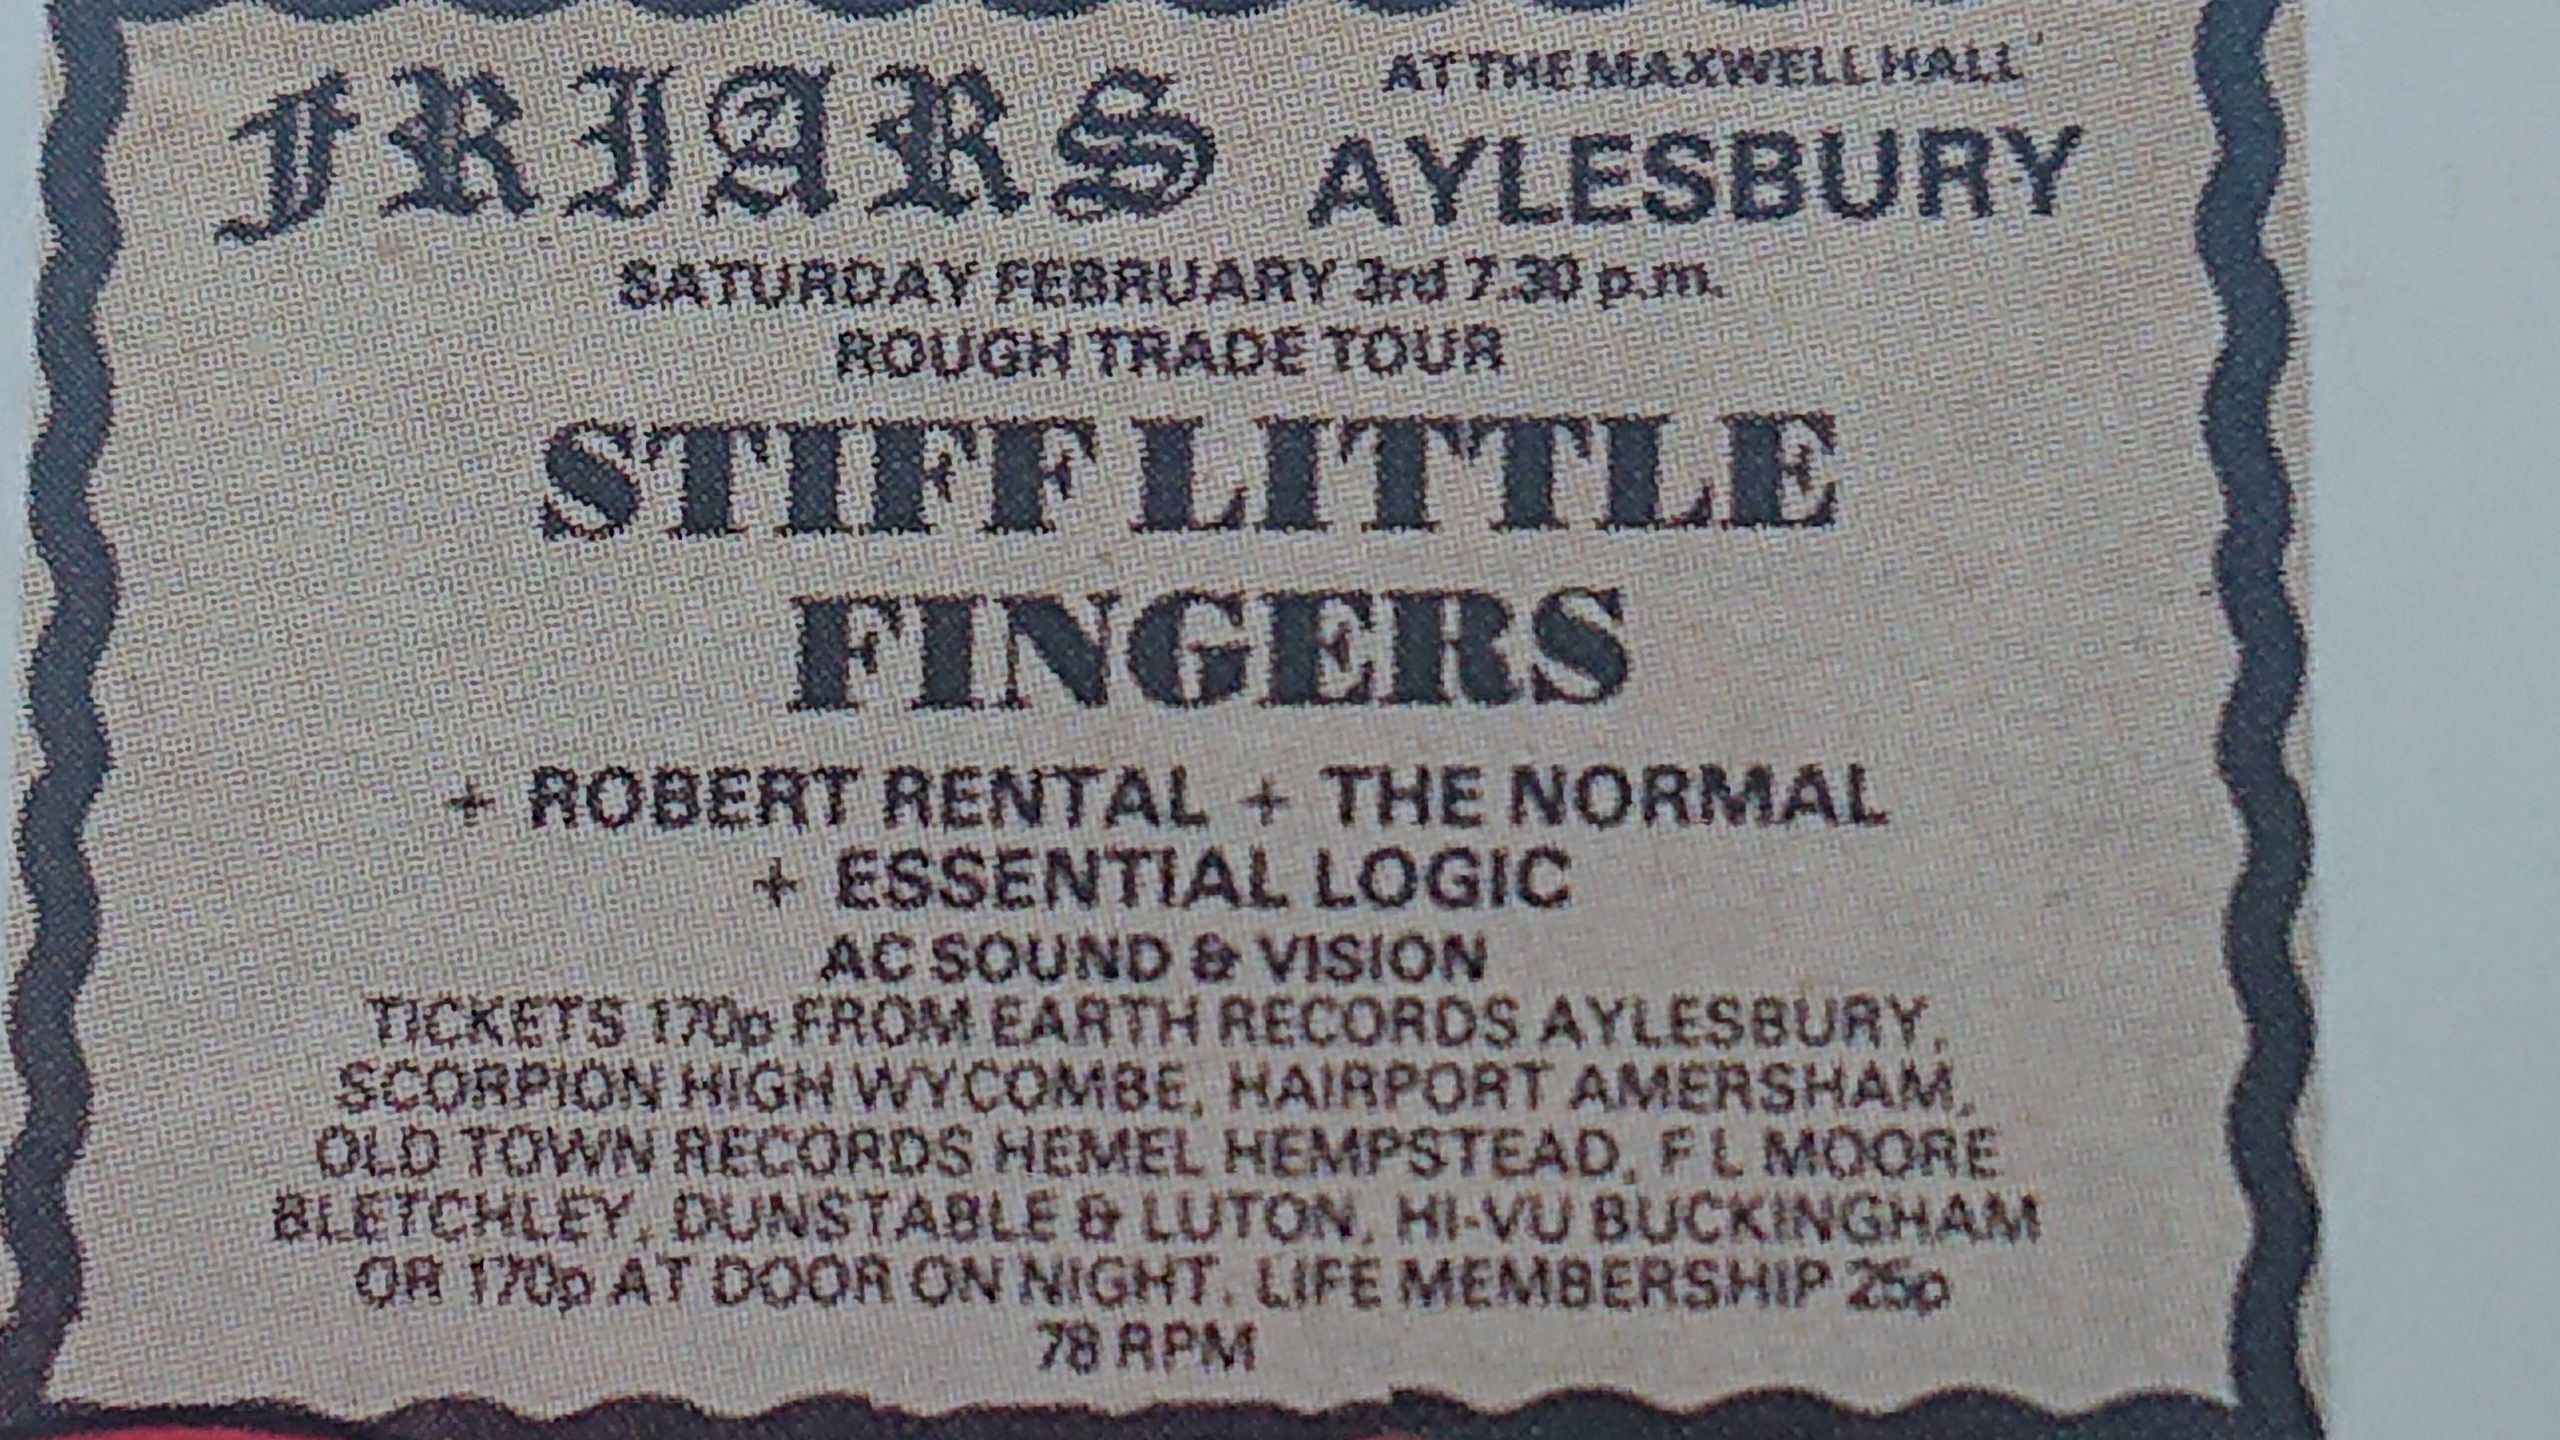 FRIARS AT THE MAXWELL HALL
AYLESBURY
SATURDAY FEBRUARY 3rd 7.30 p.m.
ROUGH TRADE TOUR
STIFF LITTLE
FINGERS
+ ROBERT RENTAL + THE NORMAL
+ ESSENTIAL LOGIC
AC SOUND & VISION
TICKETS 170p FROM EARTH RECORDS AYLESBURY,
SCORPION HIGH WYCOMBE, HAIRPORT AMERSHAM,
OLD TOWN RECORDS HEMEL HEMPSTEAD, F L MOORE
BLETCHLEY, DUNSTABLE & LUTON, HI-VU BUCKINGHAM
OR 170p AT DOOR ON NIGHT. LIFE MEMBERSHIP 25p
78 RPM